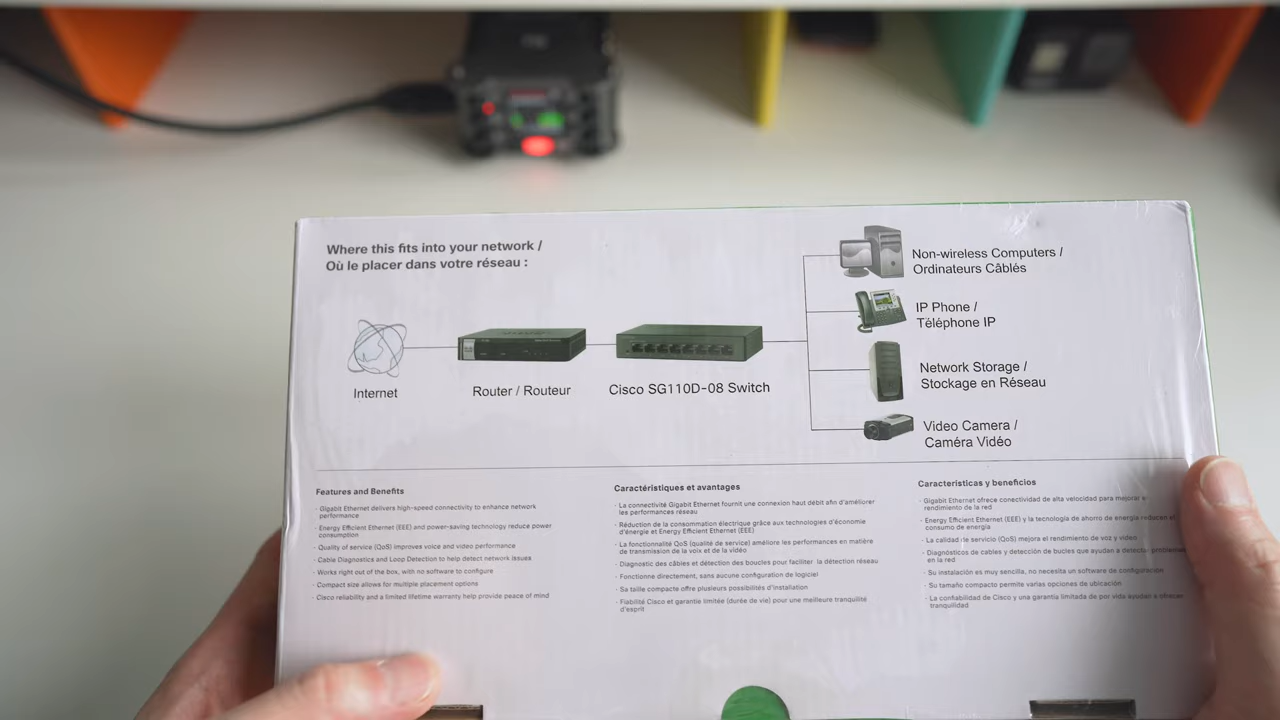 Where this fits into your network /
Où le placer dans votre réseau :
Non-wireless Computers /
Ordinateurs Câblés
IP Phone /
Téléphone IP
Network Storage /
Stockage en Réseau
Video Camera /
Caméra Vidéo
Internet
Router / Routeur
Cisco SG110D-08 Switch
Features and Benefits
· Gigabit Ethernet delivers high-speed connectivity to enhance network
performance
· Energy Efficient Ethernet (EEE) and power-saving technology reduce power
consumption
· Quality of service (QoS) improves voice and video performance
· Cable Diagnostics and Loop Detection to help detect network issues
· Works right out of the box, with no software to configure
· Compact size allows for multiple placement options
· Cisco reliability and a limited lifetime warranty help provide peace of mind
Caractéristiques et avantages
· La connectivité Gigabit Ethernet fournit une connexion haut débit afin d'améliorer
les performances réseau
· Réduction de la consommation électrique grâce aux technologies d'économie
d'énergie et Energy Efficient Ethernet (EEE)
· La fonctionnalité QoS (qualité de service) améliore les performances en matière
de transmission de la voix et de la vidéo
· Diagnostic des câbles et détection des boucles pour faciliter la détection réseau
· Fonctionne directement, sans aucune configuration de logiciel
· Sa taille compacte offre plusieurs possibilités d'installation
· Fiabilité Cisco et garantie limitée (durée de vie) pour une meilleure tranquilité
d'esprit
Características y beneficios
· Gigabit Ethernet ofrece conectividad de alta velocidad para mejorar el
rendimiento de la red
· Energy Efficient Ethernet (EEE) y la tecnología de ahorro de energía reducen el
consumo de energía
· La calidad de servicio (QoS) mejora el rendimiento de voz y video
· Diagnósticos de cables y detección de bucles que ayudan a detectar problemas
en la red
· Su instalación es muy sencilla, no necesita un software de configuración
· Su tamaño compacto permite varias opciones de ubicación
· La confiabilidad de Cisco y una garantía limitada de por vida ayudan a ofrecer
tranquilidad